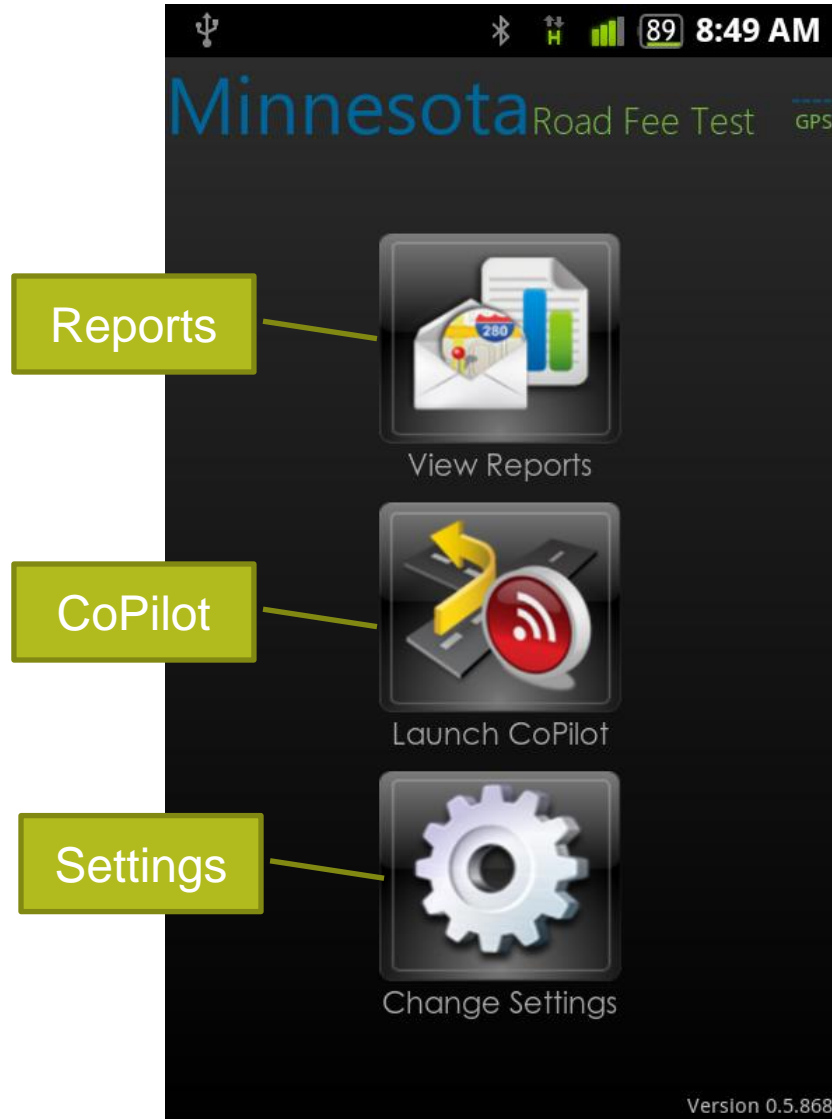 89 8:49 AM
Minnesota Road Fee Test GPS
Reports
280
View Reports
CoPilot
Launch CoPilot
Settings
Change Settings
Version 0.5.868